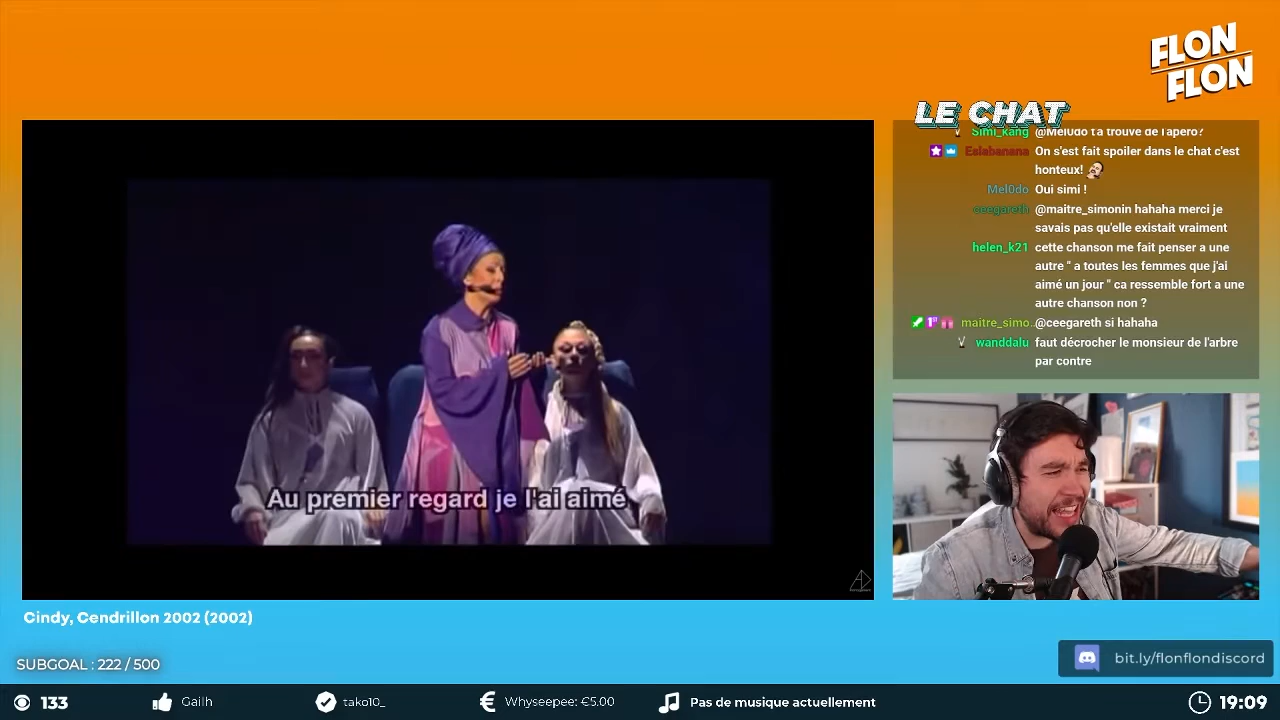 FLON
FLON
LE CHAT
Simi_kang @Mel0do t'a trouvé de l'apéro?
Eslabanana On s'est fait spoiler dans le chat c'est
honteux!
Mel0do Oui simi !
ceegareth @maitre_simonin hahaha merci je
savais pas qu'elle existait vraiment
helen_k21 cette chanson me fait penser a une
autre " a toutes les femmes que j'ai
aimé un jour " ca ressemble fort a une
autre chanson non ?
maitre_simo.. @ceegareth si hahaha
wanddalu faut décrocher le monsieur de l'arbre
par contre
Au premier regard je l'ai aimé
Cindy, Cendrillon 2002 (2002)
SUBGOAL : 222 / 500
bit.ly/flonflondiscord
133 Gailh tako10_ € Whyseepee: €5.00 Pas de musique actuellement 19:09